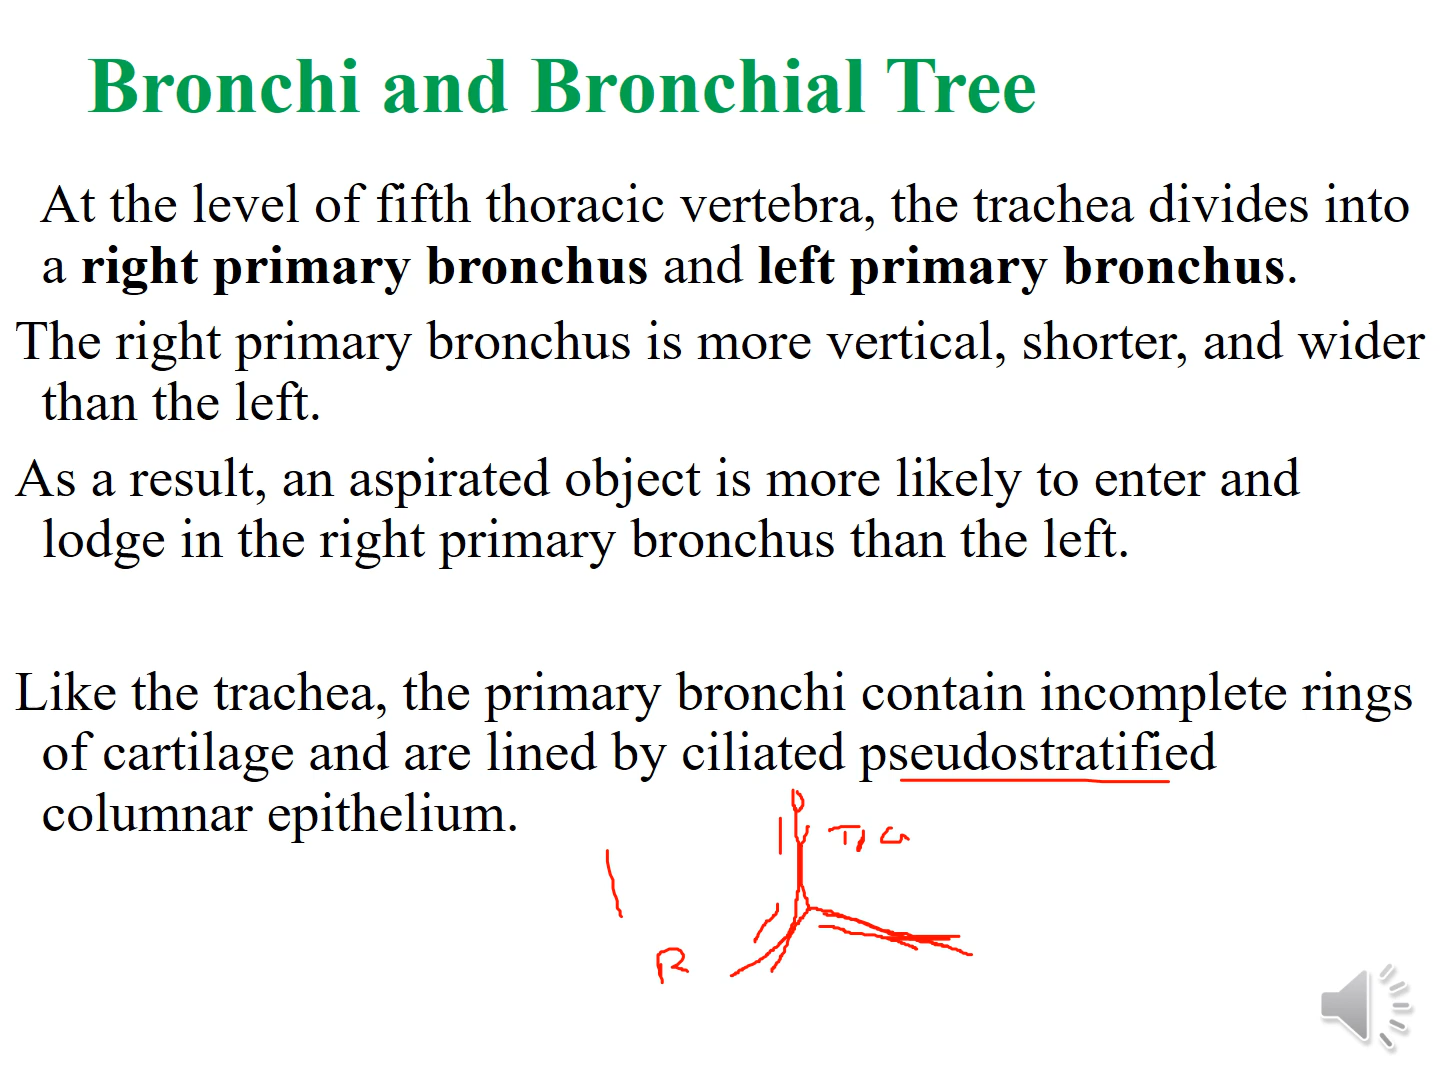 Bronchi and Bronchial Tree
At the level of fifth thoracic vertebra, the trachea divides into
a right primary bronchus and left primary bronchus.
The right primary bronchus is more vertical, shorter, and wider
than the left.
As a result, an aspirated object is more likely to enter and
lodge in the right primary bronchus than the left.
Like the trachea, the primary bronchi contain incomplete rings
of cartilage and are lined by ciliated pseudostratified
columnar epithelium.
R